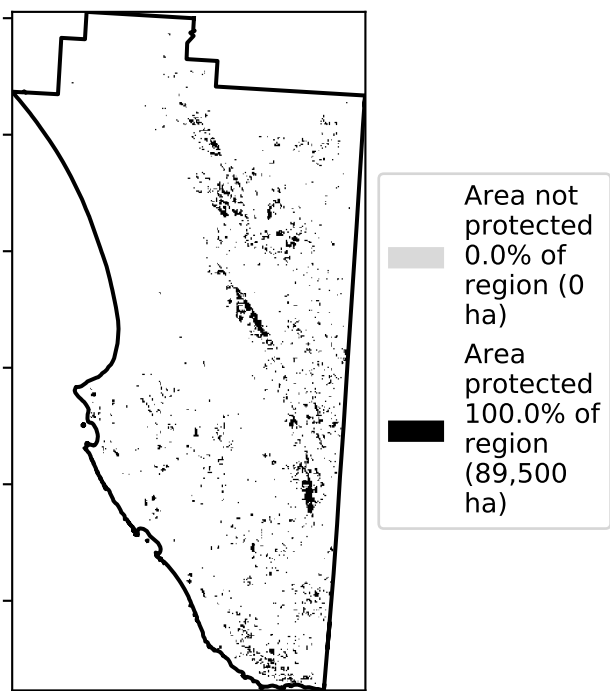 Area not
protected
0.0% of
region (0
ha)
Area
protected
100.0% of
region
(89,500
ha)